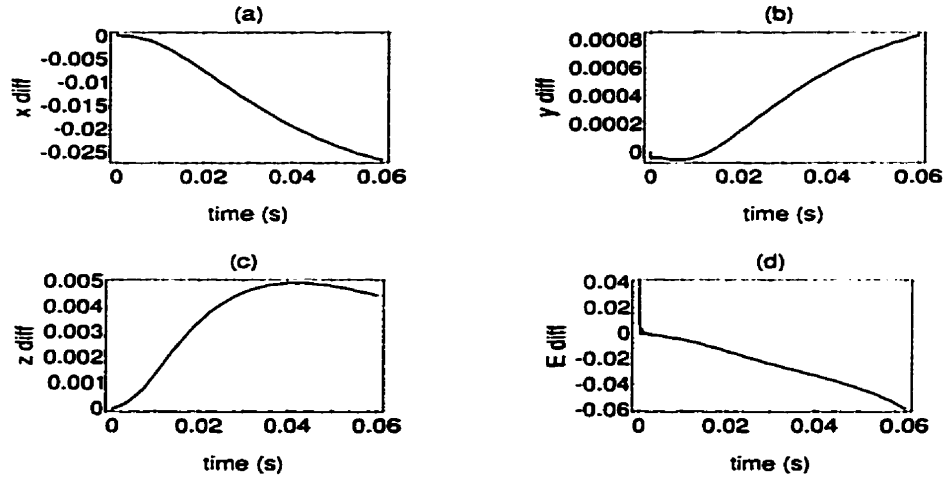 (a)
x diff
0
-0.005
-0.01
-0.015
-0.02
-0.025
0 0.02 0.04 0.06
time (s)
(b)
y diff
0.0008
0.0006
0.0004
0.0002
0
0 0.02 0.04 0.06
time (s)
(c)
z diff
0.005
0.004
0.003
0.002
0.001
0
0 0.02 0.04 0.06
time (s)
(d)
E diff
0.04
0.02
0
-0.02
-0.04
-0.06
0 0.02 0.04 0.06
time (s)